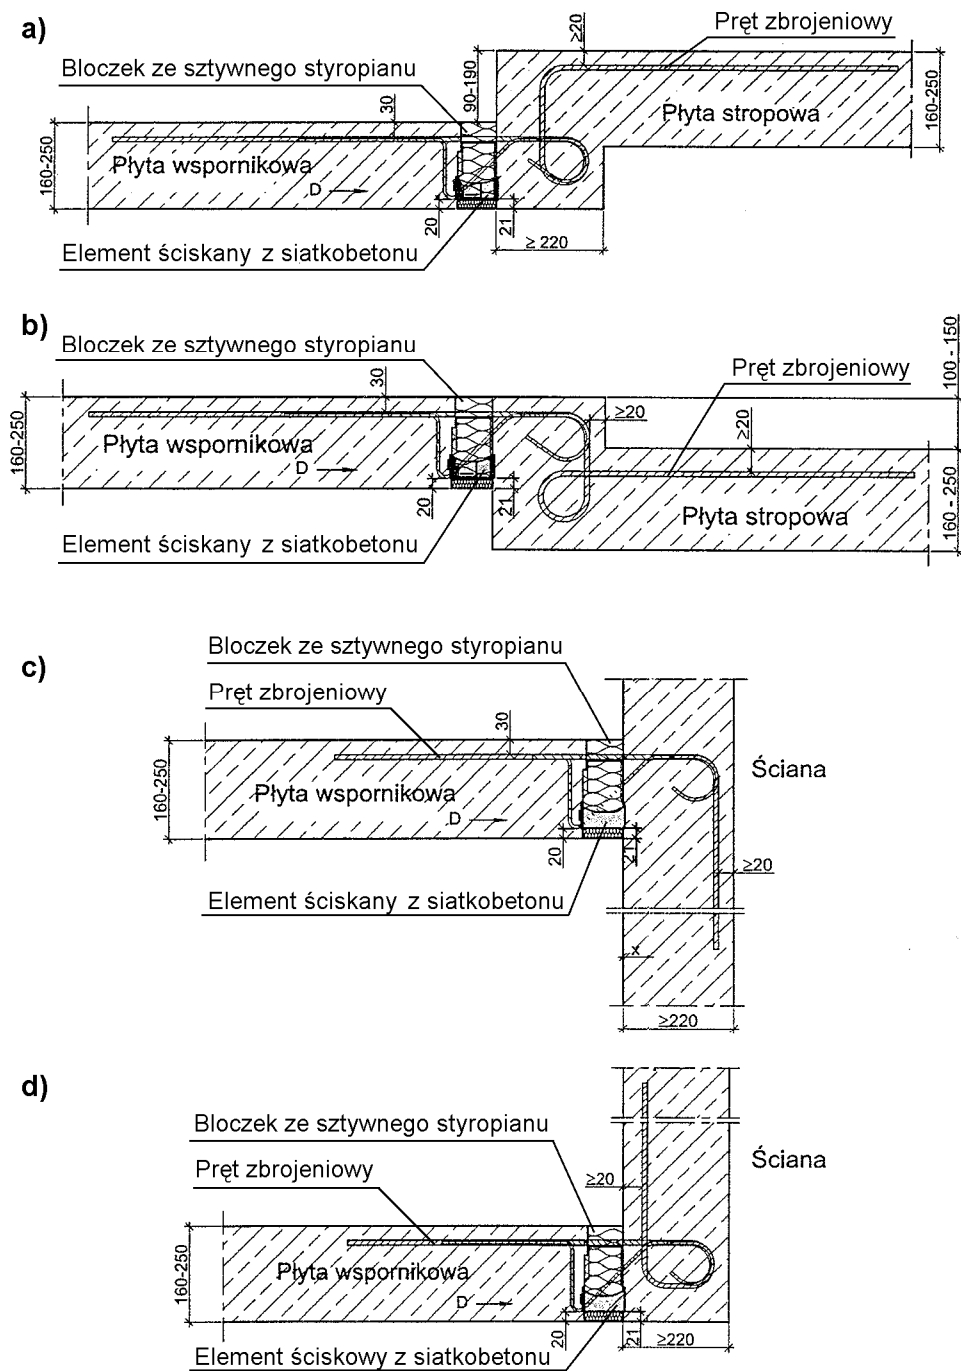 a)
≥20
Pręt zbrojeniowy
Bloczek ze sztywnego styropianu
90-190
30
Płyta stropowa
160-250
160-250
Płyta wspornikowa
D
20
21
≥ 220
Element ściskany z siatkobetonu
b)
Bloczek ze sztywnego styropianu
100 - 150
30
Pręt zbrojeniowy
≥20
≥20
160-250
Płyta wspornikowa
D
20
21
Płyta stropowa
160 - 250
Element ściskany z siatkobetonu
c)
Bloczek ze sztywnego styropianu
Pręt zbrojeniowy
30
Ściana
160-250
Płyta wspornikowa
D
20
21
≥20
Element ściskany z siatkobetonu
x
≥220
d)
Bloczek ze sztywnego styropianu
Ściana
Pręt zbrojeniowy
≥20
160-250
Płyta wspornikowa
D
20
21
≥220
Element ściskowy z siatkobetonu